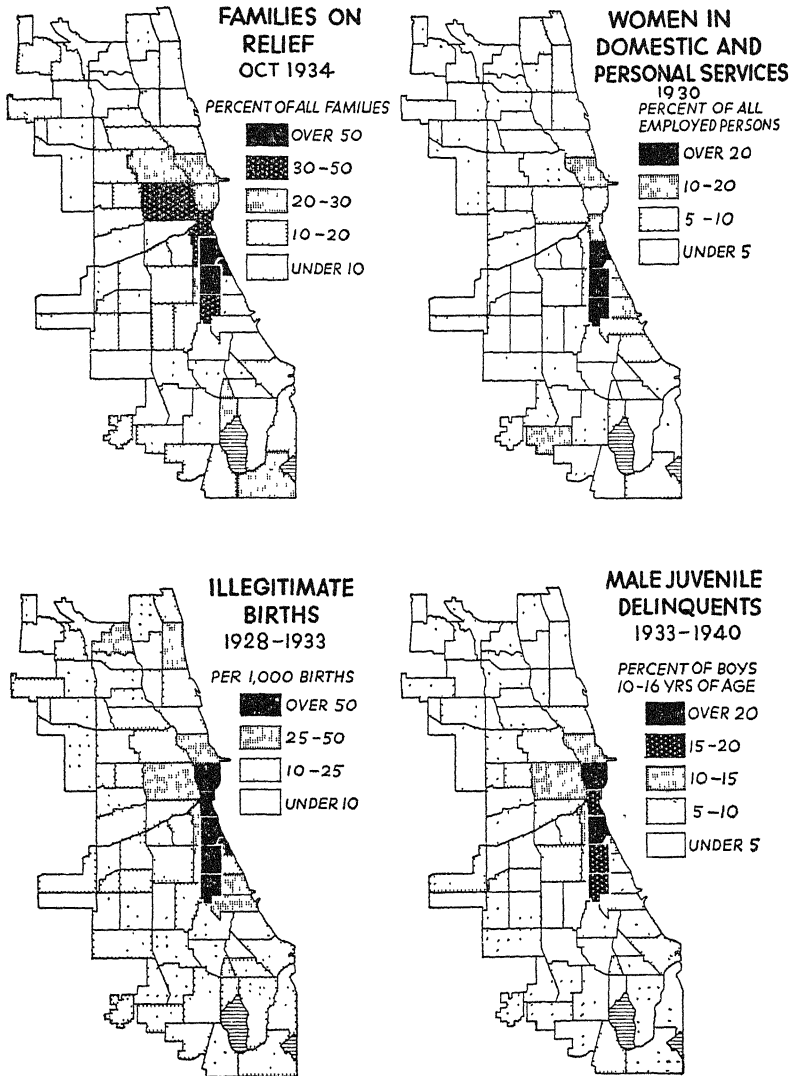 FAMILIES ON
RELIEF
OCT 1934
PERCENT OF ALL FAMILIES
OVER 50
30-50
20-30
10-20
UNDER 10
WOMEN IN
DOMESTIC AND
PERSONAL SERVICES
1930
PERCENT OF ALL
EMPLOYED PERSONS
OVER 20
10-20
5-10
UNDER 5
ILLEGITIMATE
BIRTHS
1928-1933
PER 1,000 BIRTHS
OVER 50
25-50
10-25
UNDER 10
MALE JUVENILE
DELINQUENTS
1933-1940
PERCENT OF BOYS
10-16 YRS OF AGE
OVER 20
15-20
10-15
5-10
UNDER 5